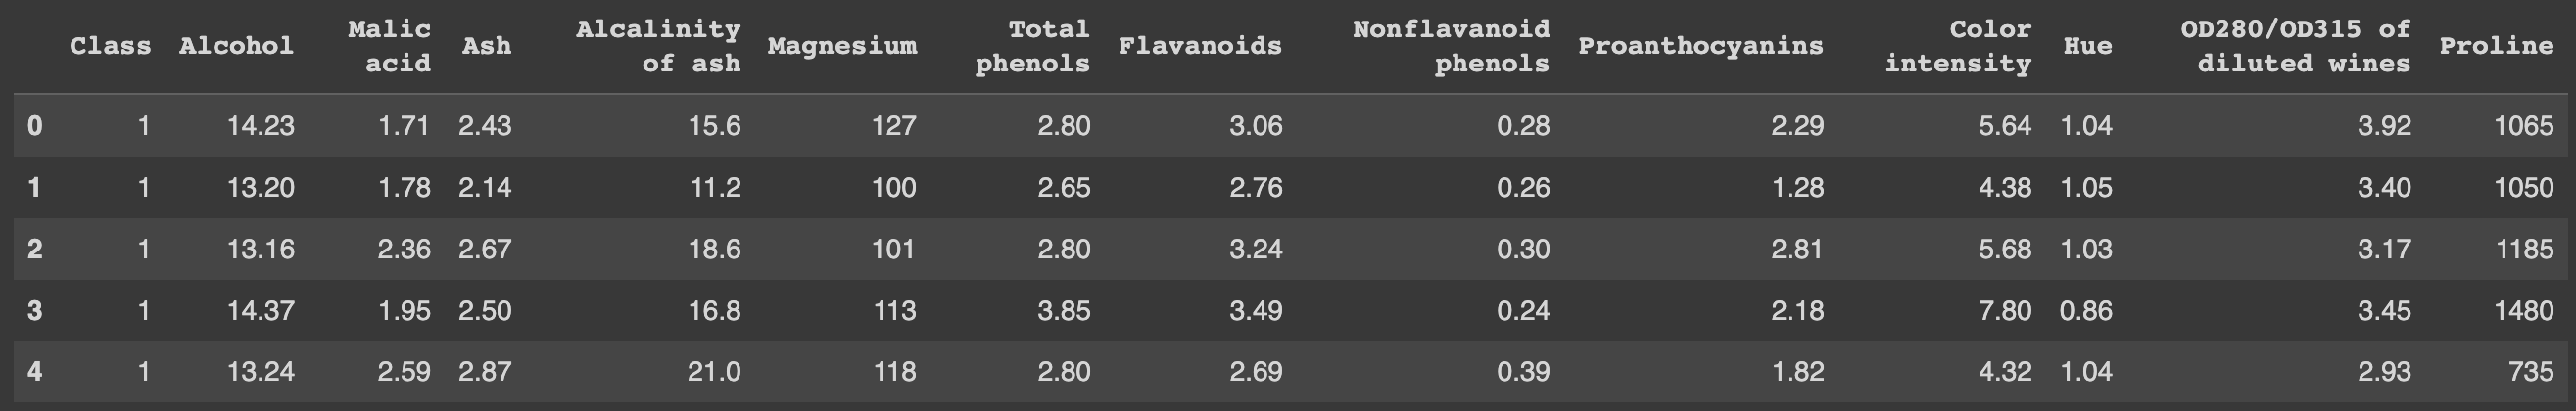 Class Alcohol Malic acid Ash Alcalinity of ash Magnesium Total phenols Flavanoids Nonflavanoid phenols Proanthocyanins Color intensity Hue OD280/OD315 of diluted wines Proline
0 1 14.23 1.71 2.43 15.6 127 2.80 3.06 0.28 2.29 5.64 1.04 3.92 1065
1 1 13.20 1.78 2.14 11.2 100 2.65 2.76 0.26 1.28 4.38 1.05 3.40 1050
2 1 13.16 2.36 2.67 18.6 101 2.80 3.24 0.30 2.81 5.68 1.03 3.17 1185
3 1 14.37 1.95 2.50 16.8 113 3.85 3.49 0.24 2.18 7.80 0.86 3.45 1480
4 1 13.24 2.59 2.87 21.0 118 2.80 2.69 0.39 1.82 4.32 1.04 2.93 735